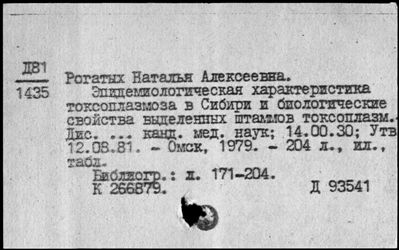 Д81
1435
Рогатых Наталья Алексеевна.
Эпидемиологическая характеристика
токсоплазмоза в Сибири и биологические
свойства выделенных штаммов токсоплазм.-
Дис. ... канд. мед. наук; 14.00.30; Утв
12.08.81. - Омск, 1979. - 204 л., ил.,
табл.
Библиогр.: л. 171-204.
К 266879. Д 93541